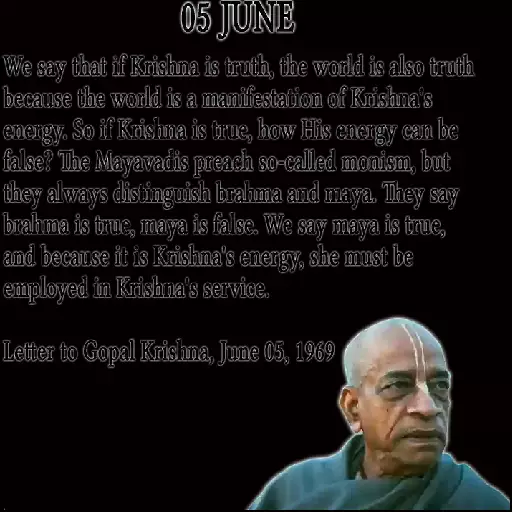 05 JUNE
We say that if Krishna is truth, the world is also truth
because the world is a manifestation of Krishna's
energy. So if Krishna is true, how His energy can be
false? The Mayavadis preach so-called monism, but
they always distinguish brahma and maya. They say
brahma is true, maya is false. We say maya is true,
and because it is Krishna's energy, she must be
employed in Krishna's service.
Letter to Gopal Krishna, June 05, 1969